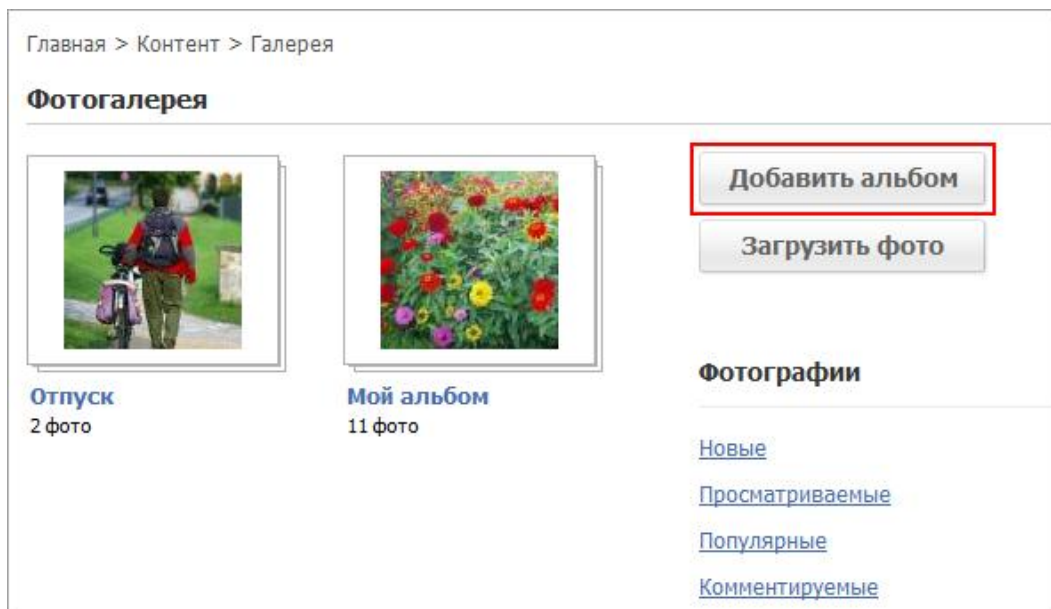 Главная > Контент > Галерея
Фотогалерея
Добавить альбом
Загрузить фото
Отпуск
2 фото
Мой альбом
11 фото
Фотографии
Новые
Просматриваемые
Популярные
Комментируемые